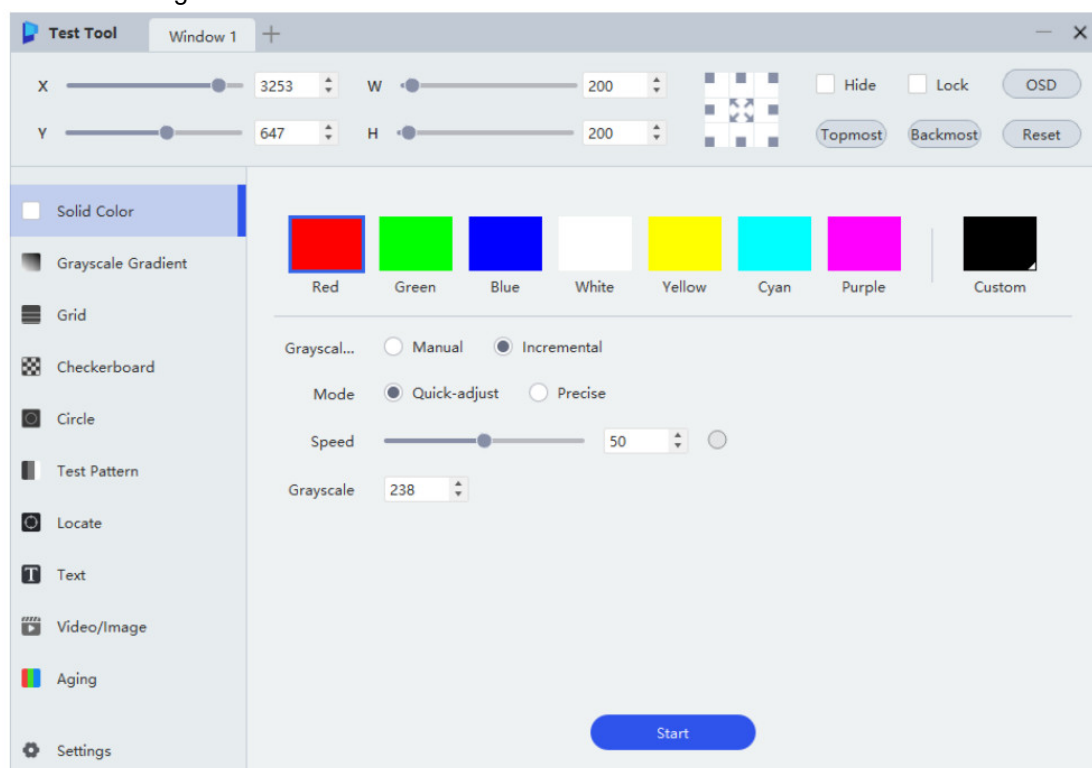 Test Tool Window 1
X 3253 W 200 Hide Lock OSD
Y 647 H 200 Topmost Backmost Reset
Solid Color
Grayscale Gradient
Grid
Checkerboard
Circle
Test Pattern
Locate
Text
Video/Image
Aging
Settings
Red Green Blue White Yellow Cyan Purple Custom
Grayscal... Manual Incremental
Mode Quick-adjust Precise
Speed 50
Grayscale 238
Start